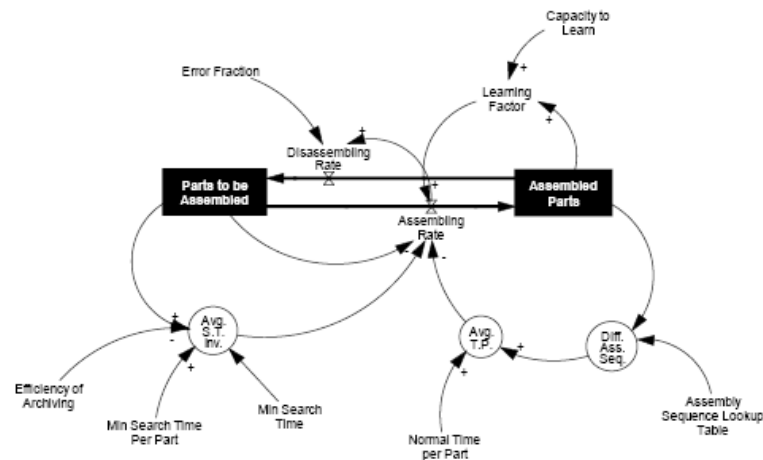 Capacity to
Learn
+
Error Fraction
Learning
Factor
+
+
Disassembling
Rate
Parts to be
Assembled
+
Assembled
Parts
Assembling
Rate
-
-
+
-
Avg.
S.T.
Inv.
+
Avg.
T.P.
+
+
Diff.
Ass.
Seq.
Efficiency of
Archiving
Min Search Time
Per Part
Min Search
Time
Normal Time
per Part
Assembly
Sequence Lookup
Table